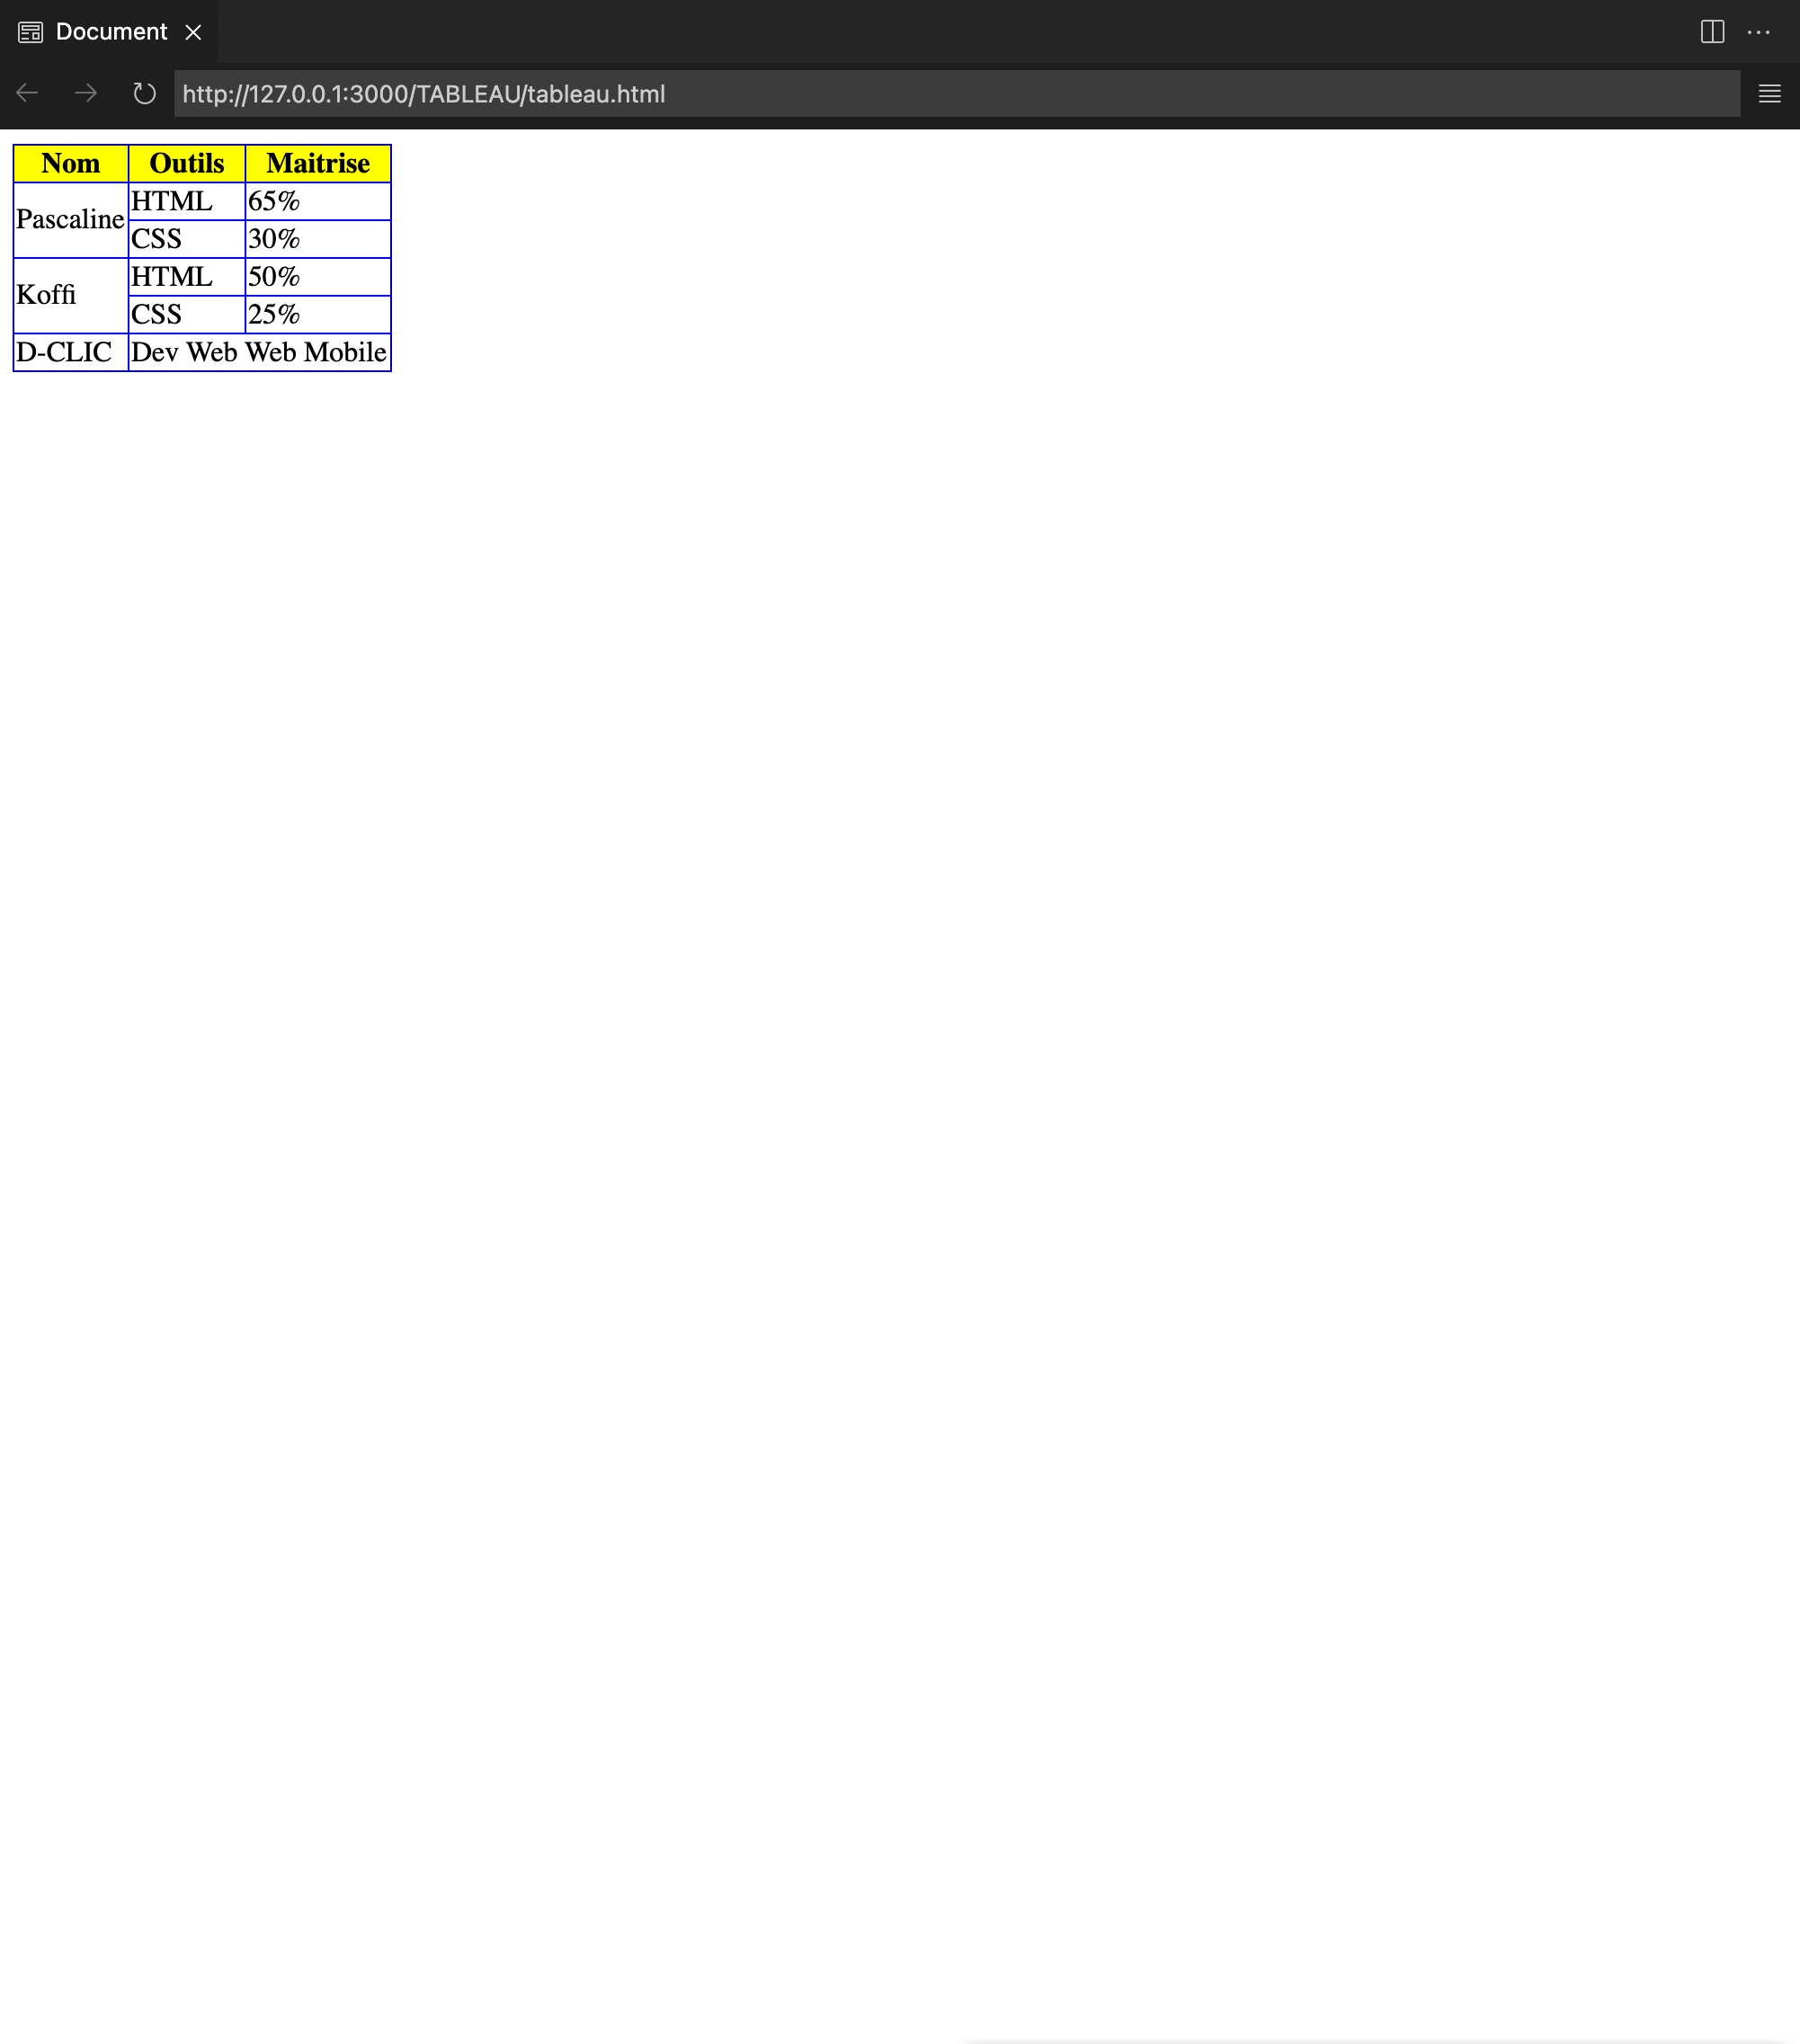 Document
http://127.0.0.1:3000/TABLEAU/tableau.html
Nom Outils Maitrise
Pascaline HTML 65%
CSS 30%
Koffi HTML 50%
CSS 25%
D-CLIC Dev Web Web Mobile